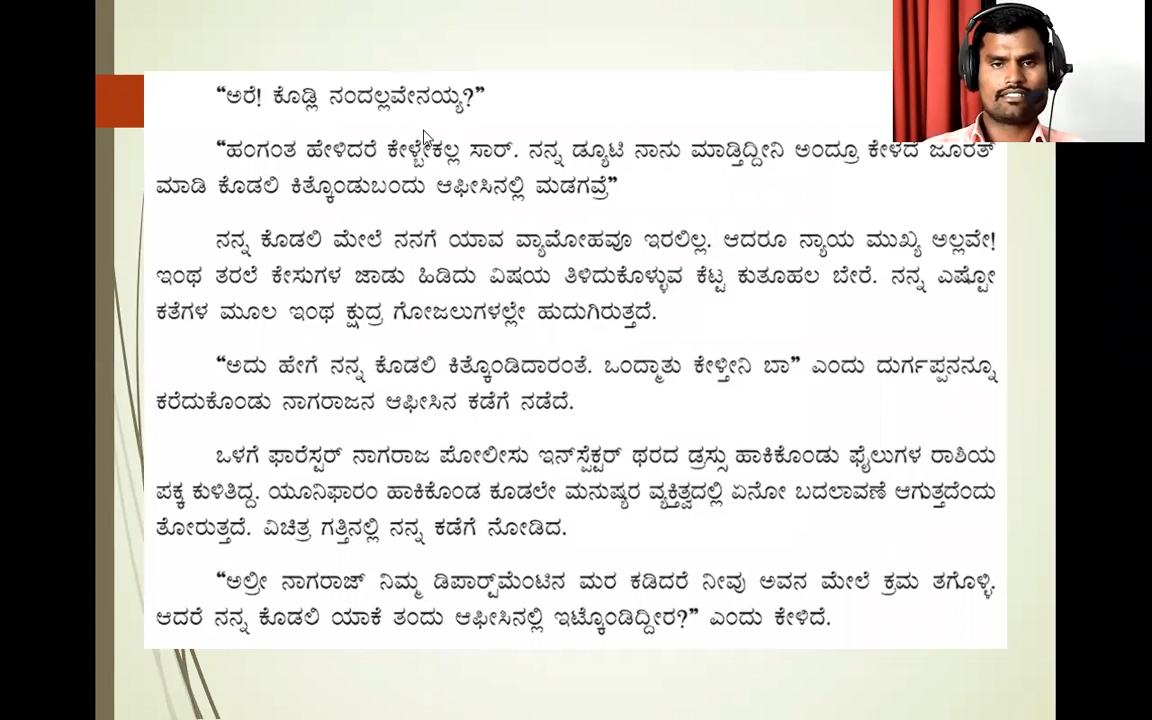 “ಅರೆ! ಕೊಡ್ಲಿ ನಂದಲ್ಲವೇನಯ್ಯ?”
“ಹಂಗಂತ ಹೇಳಿದರೆ ಕೇಳ್ಬೇಕಲ್ಲ ಸಾರ್. ನನ್ನ ಡ್ಯೂಟಿ ನಾನು ಮಾಡ್ತಿದ್ದೀನಿ ಅಂದ್ರೂ ಕೇಳದೆ ಜೂರತ್
ಮಾಡಿ ಕೊಡಲಿ ಕಿತ್ಕೊಂಡುಬಂದು ಆಫೀಸಿನಲ್ಲಿ ಮಡಗವ್ರೆ”
ನನ್ನ ಕೊಡಲಿ ಮೇಲೆ ನನಗೆ ಯಾವ ವ್ಯಾಮೋಹವೂ ಇರಲಿಲ್ಲ. ಆದರೂ ನ್ಯಾಯ ಮುಖ್ಯ ಅಲ್ಲವೇ!
ಇಂಥ ತರಲೆ ಕೇಸುಗಳ ಜಾಡು ಹಿಡಿದು ವಿಷಯ ತಿಳಿದುಕೊಳ್ಳುವ ಕೆಟ್ಟ ಕುತೂಹಲ ಬೇರೆ. ನನ್ನ ಎಷ್ಟೋ
ಕತೆಗಳ ಮೂಲ ಇಂಥ ಕ್ಷುದ್ರ ಗೋಜಲುಗಳಲ್ಲೇ ಹುದುಗಿರುತ್ತದೆ.
“ಅದು ಹೇಗೆ ನನ್ನ ಕೊಡಲಿ ಕಿತ್ಕೊಂಡಿದಾರಂತೆ. ಒಂದ್ಮಾತು ಕೇಳ್ತೀನಿ ಬಾ” ಎಂದು ದುರ್ಗಪ್ಪನನ್ನೂ
ಕರೆದುಕೊಂಡು ನಾಗರಾಜನ ಆಫೀಸಿನ ಕಡೆಗೆ ನಡೆದೆ.
ಒಳಗೆ ಫಾರೆಸ್ಟರ್ ನಾಗರಾಜ ಪೋಲೀಸು ಇನ್‌ಸ್ಪೆಕ್ಟರ್ ಥರದ ಡ್ರಸ್ಸು ಹಾಕಿಕೊಂಡು ಫೈಲುಗಳ ರಾಶಿಯ
ಪಕ್ಕ ಕುಳಿತಿದ್ದ. ಯೂನಿಫಾರಂ ಹಾಕಿಕೊಂಡ ಕೂಡಲೇ ಮನುಷ್ಯರ ವ್ಯಕ್ತಿತ್ವದಲ್ಲಿ ಏನೋ ಬದಲಾವಣೆ ಆಗುತ್ತದೆಂದು
ತೋರುತ್ತದೆ. ವಿಚಿತ್ರ ಗತ್ತಿನಲ್ಲಿ ನನ್ನ ಕಡೆಗೆ ನೋಡಿದ.
“ಅಲ್ರೀ ನಾಗರಾಜ್ ನಿಮ್ಮ ಡಿಪಾರ್ಟ್‌ಮೆಂಟಿನ ಮರ ಕಡಿದರೆ ನೀವು ಅವನ ಮೇಲೆ ಕ್ರಮ ತಗೊಳ್ಳಿ.
ಆದರೆ ನನ್ನ ಕೊಡಲಿ ಯಾಕೆ ತಂದು ಆಫೀಸಿನಲ್ಲಿ ಇಟ್ಕೊಂಡಿದ್ದೀರ?” ಎಂದು ಕೇಳಿದೆ.